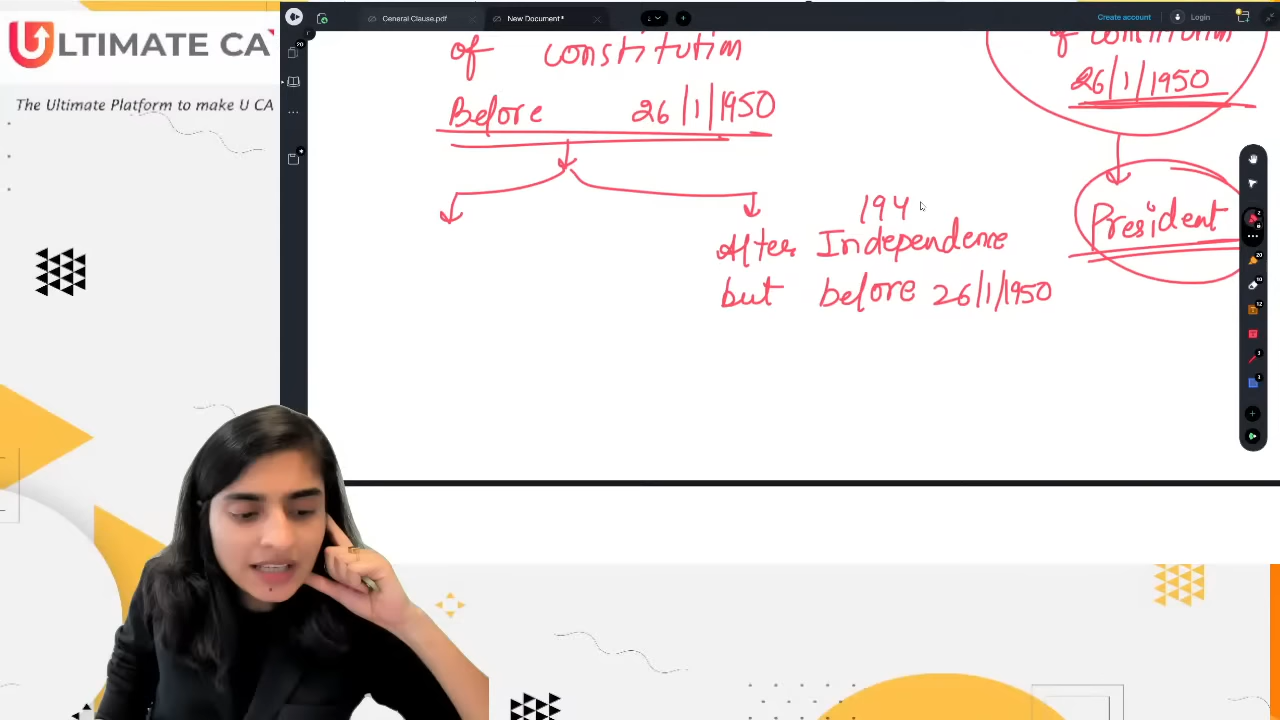 ULTIMATE CA
The Ultimate Platform to make U CA
General Clause.pdf
New Document*
Create account
Login
of constitution
26/1/1950
President
of constitution
Before 26/1/1950
194
After Independence
but before 26/1/1950